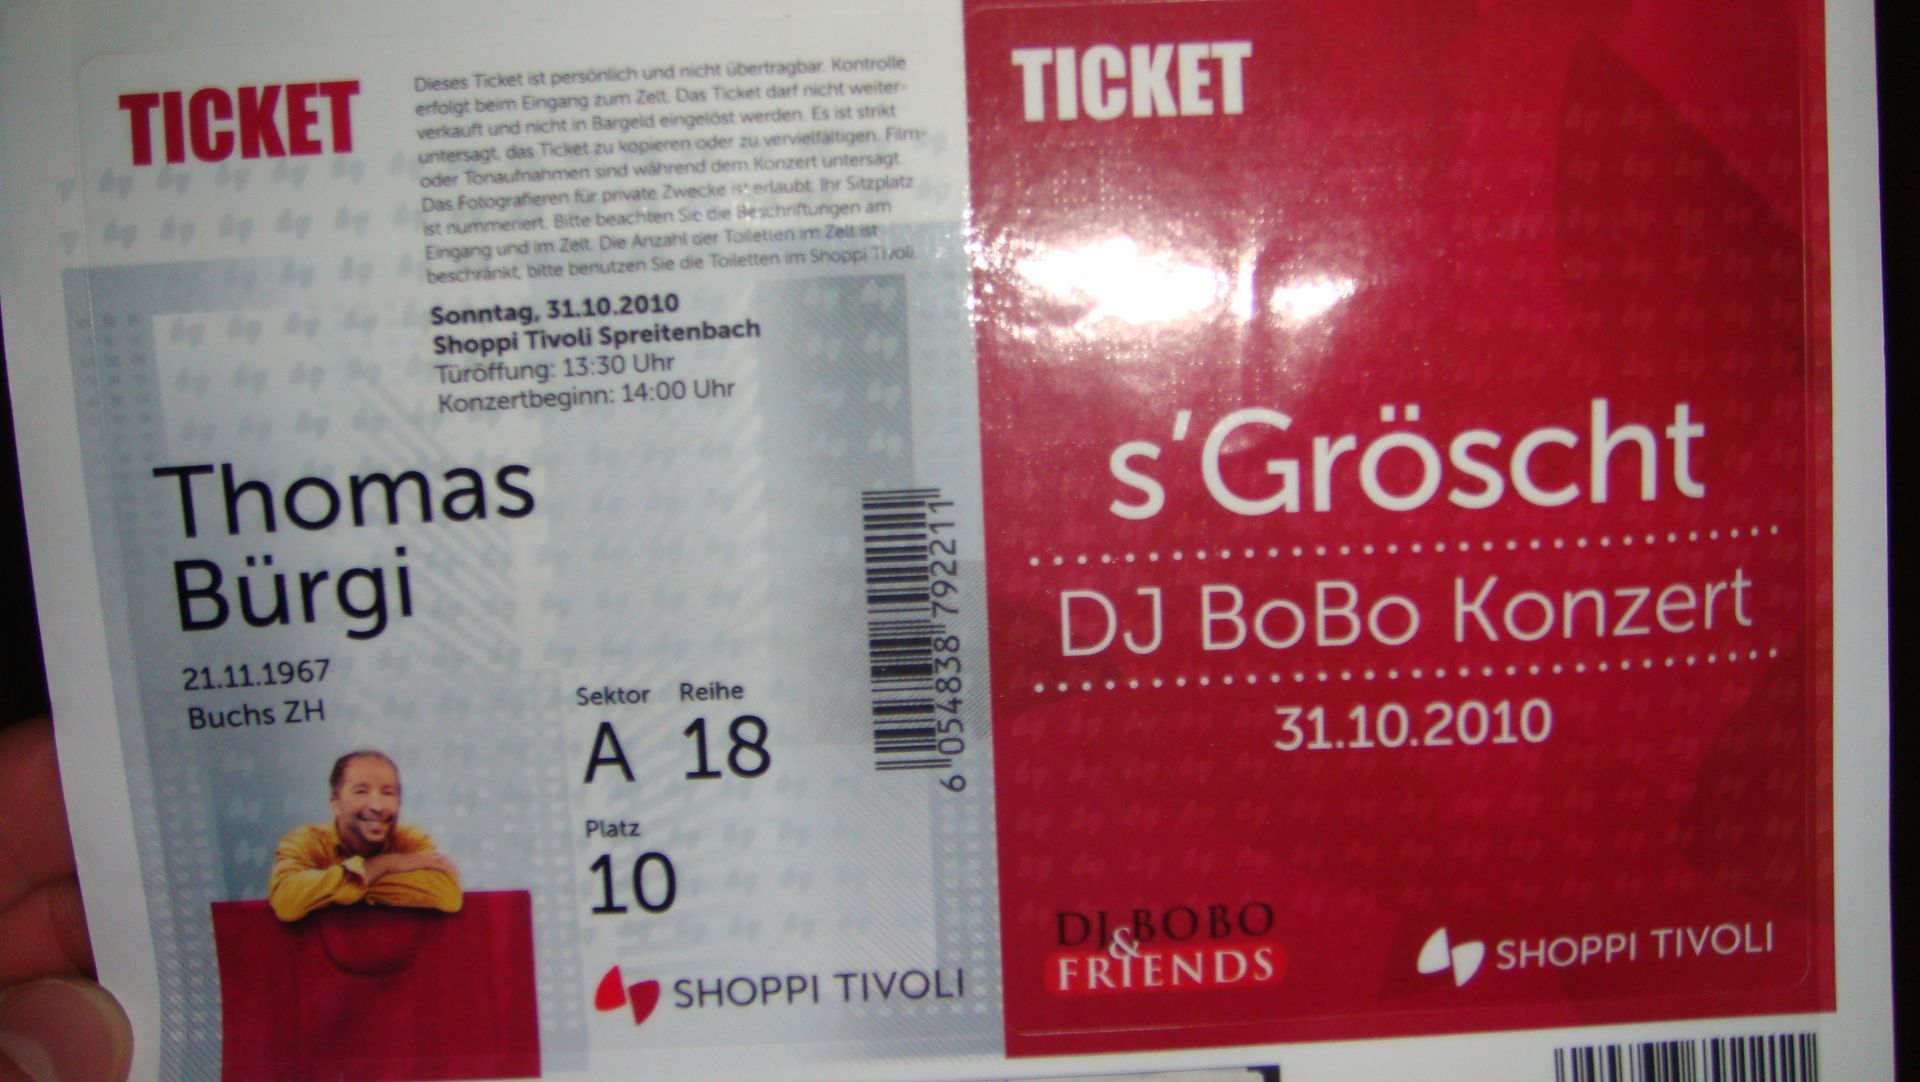 TICKET
Dieses Ticket ist persönlich und nicht übertragbar. Kontrolle
erfolgt beim Eingang zum Zelt. Das Ticket darf nicht weiter-
verkauft und nicht in Bargeld eingelöst werden. Es ist strikt
untersagt, das Ticket zu kopieren oder zu vervielfältigen. Film-
oder Tonaufnahmen sind während dem Konzert untersagt.
Das Fotografieren für private Zwecke ist erlaubt. Ihr Sitzplatz
ist nummeriert. Bitte beachten Sie die Beschriftungen am
Eingang und im Zelt. Die Anzahl der Toiletten im Zelt ist
beschränkt, bitte benutzen Sie die Toiletten im Shoppi Tivoli.
Sonntag, 31.10.2010
Shoppi Tivoli Spreitenbach
Türöffung: 13:30 Uhr
Konzertbeginn: 14:00 Uhr
Thomas
Bürgi
21.11.1967
Buchs ZH
Sektor Reihe
A 18
Platz
10
SHOPPI TIVOLI
6 054838 792211
TICKET
s'Gröscht
DJ BoBo Konzert
31.10.2010
DJ BOBO
& FRIENDS
SHOPPI TIVOLI